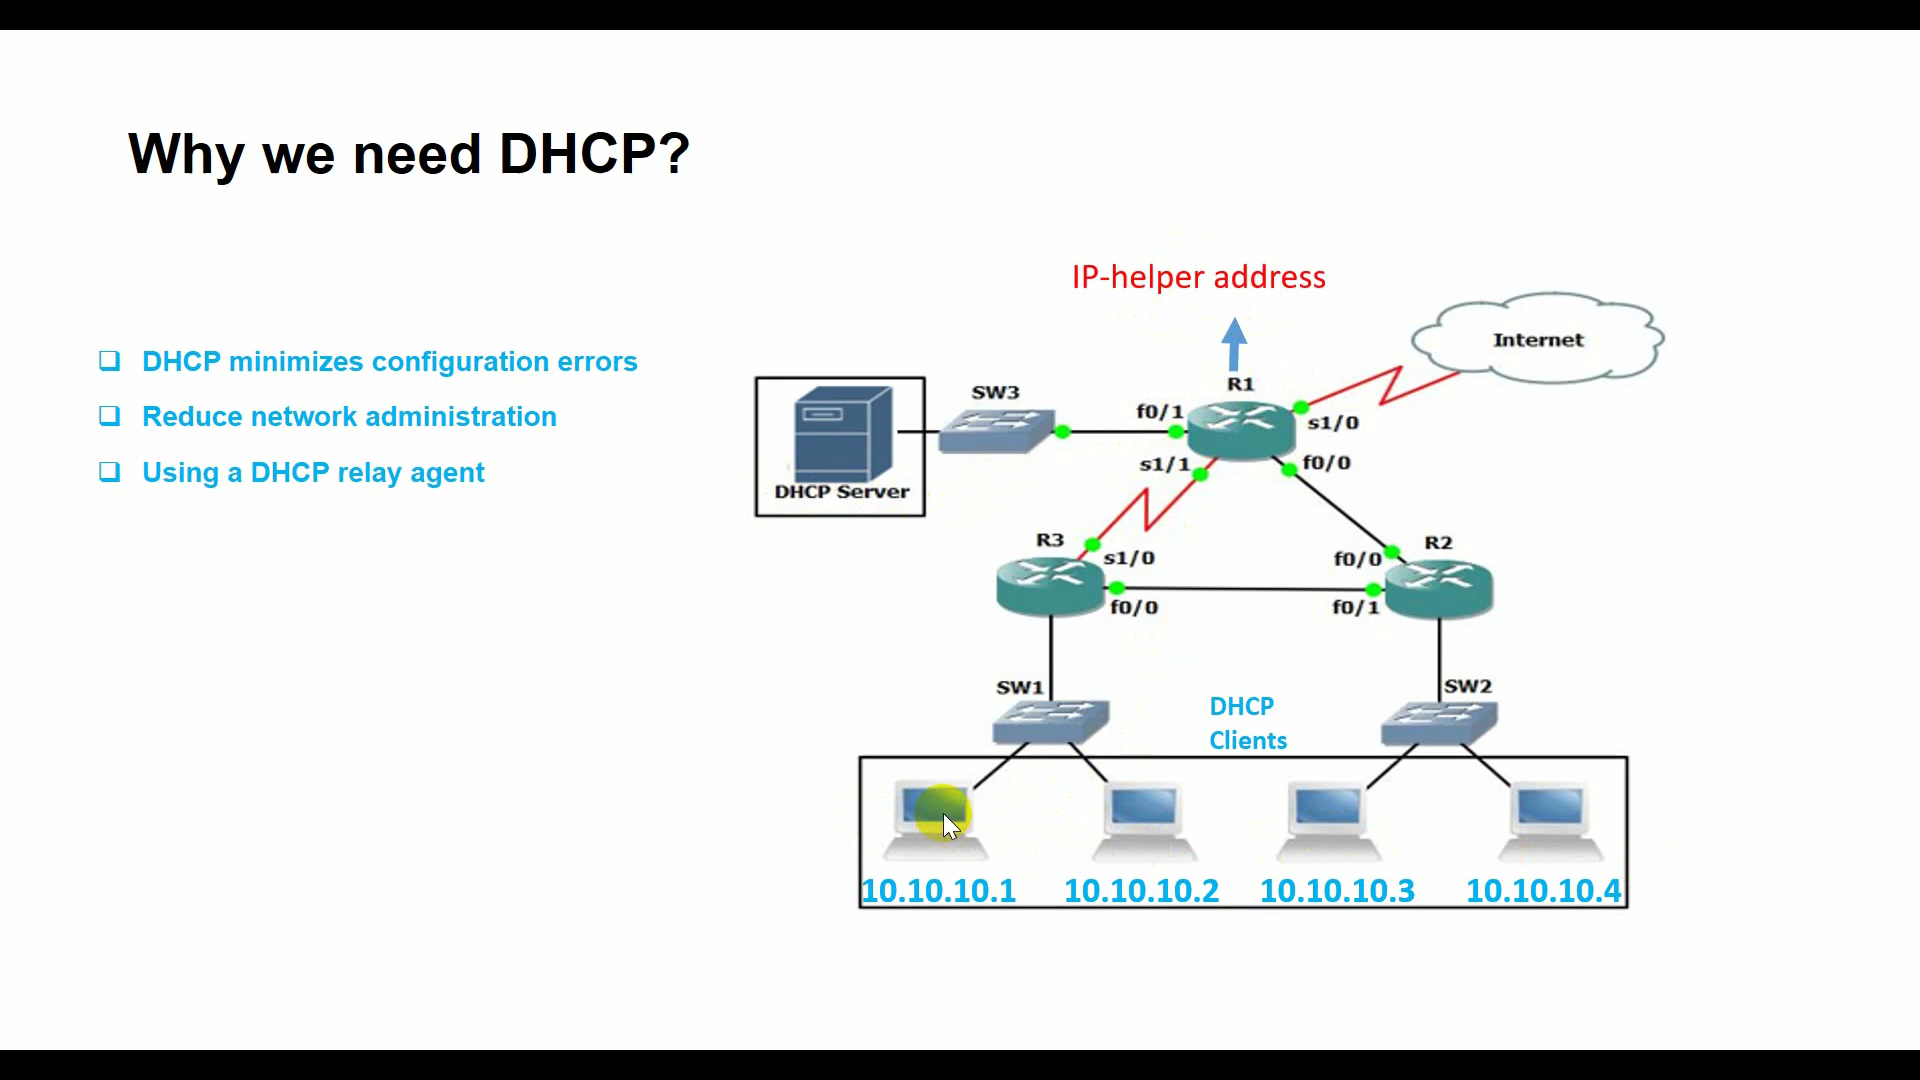 Why we need DHCP?
DHCP minimizes configuration errors
Reduce network administration
Using a DHCP relay agent
IP-helper address
Internet
R1
SW3
f0/1
s1/0
s1/1
f0/0
DHCP Server
R3
R2
s1/0
f0/0
f0/0
f0/1
SW1
SW2
DHCP
Clients
10.10.10.1
10.10.10.2
10.10.10.3
10.10.10.4